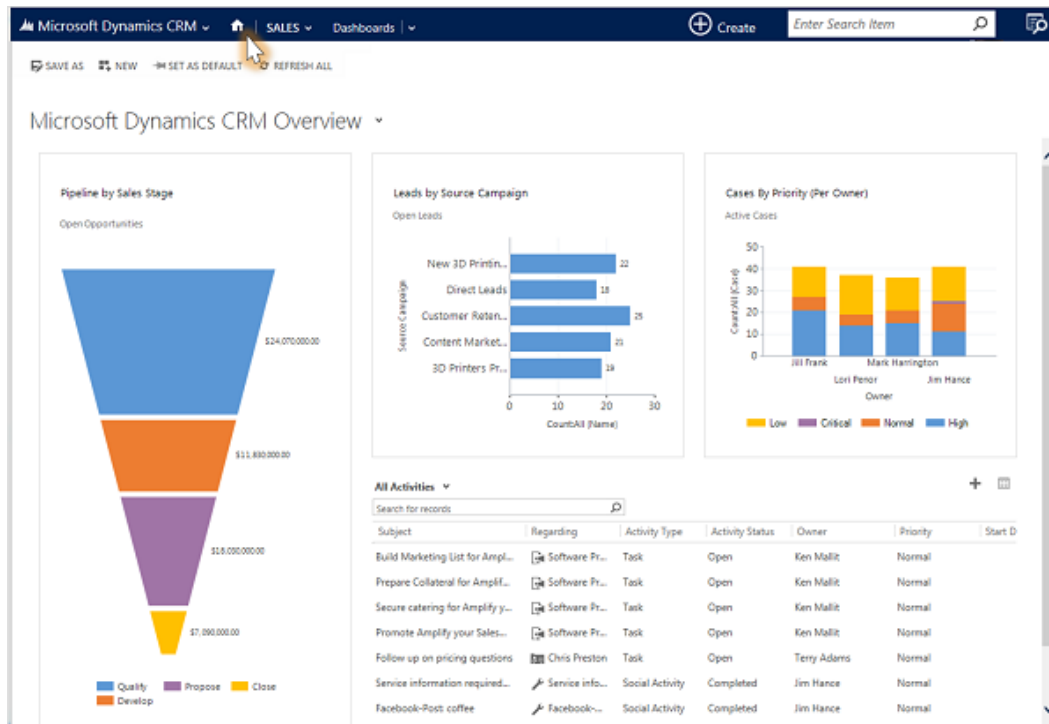 Microsoft Dynamics CRM SALES Dashboards Create Enter Search Item
SAVE AS NEW SET AS DEFAULT REFRESH ALL
Microsoft Dynamics CRM Overview
Pipeline by Sales Stage
Open Opportunities
$24,070,000.00
$11,830,000.00
$18,030,000.00
$7,090,000.00
Qualify Propose Close
Develop
Leads by Source Campaign
Open Leads
Source Campaign
New 3D Printin... 22
Direct Leads 18
Customer Reten... 25
Content Market... 21
3D Printers Pr... 19
0 10 20 30
Count:All (Name)
Cases By Priority (Per Owner)
Active Cases
Count:All (Case)
50
40
30
20
10
0
Jill Frank Mark Harrington
Lori Penor Jim Hance
Owner
Low Critical Normal High
All Activities
Search for records
Subject Regarding Activity Type Activity Status Owner Priority Start D
Build Marketing List for Ampl... Software Pr... Task Open Ken Mallit Normal
Prepare Collateral for Amplif... Software Pr... Task Open Ken Mallit Normal
Secure catering for Amplify y... Software Pr... Task Open Ken Mallit Normal
Promote Amplify your Sales... Software Pr... Task Open Ken Mallit Normal
Follow up on pricing questions Chris Preston Task Open Terry Adams Normal
Service information required... Service info... Social Activity Completed Jim Hance Normal
Facebook-Post: coffee Facebook-... Social Activity Completed Jim Hance Normal